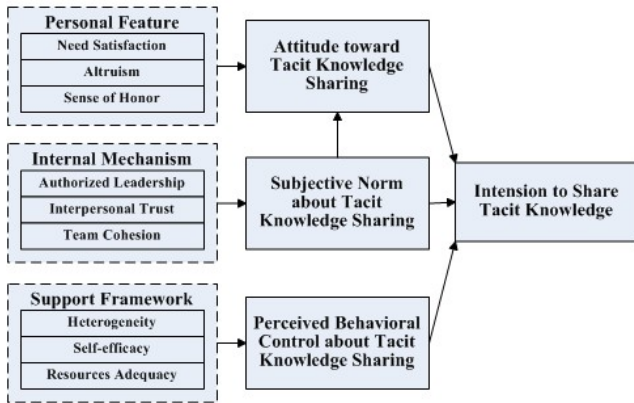 Personal Feature
Need Satisfaction
Altruism
Sense of Honor
Attitude toward
Tacit Knowledge
Sharing
Internal Mechanism
Authorized Leadership
Interpersonal Trust
Team Cohesion
Subjective Norm
about Tacit
Knowledge Sharing
Intension to Share
Tacit Knowledge
Support Framework
Heterogeneity
Self-efficacy
Resources Adequacy
Perceived Behavioral
Control about Tacit
Knowledge Sharing